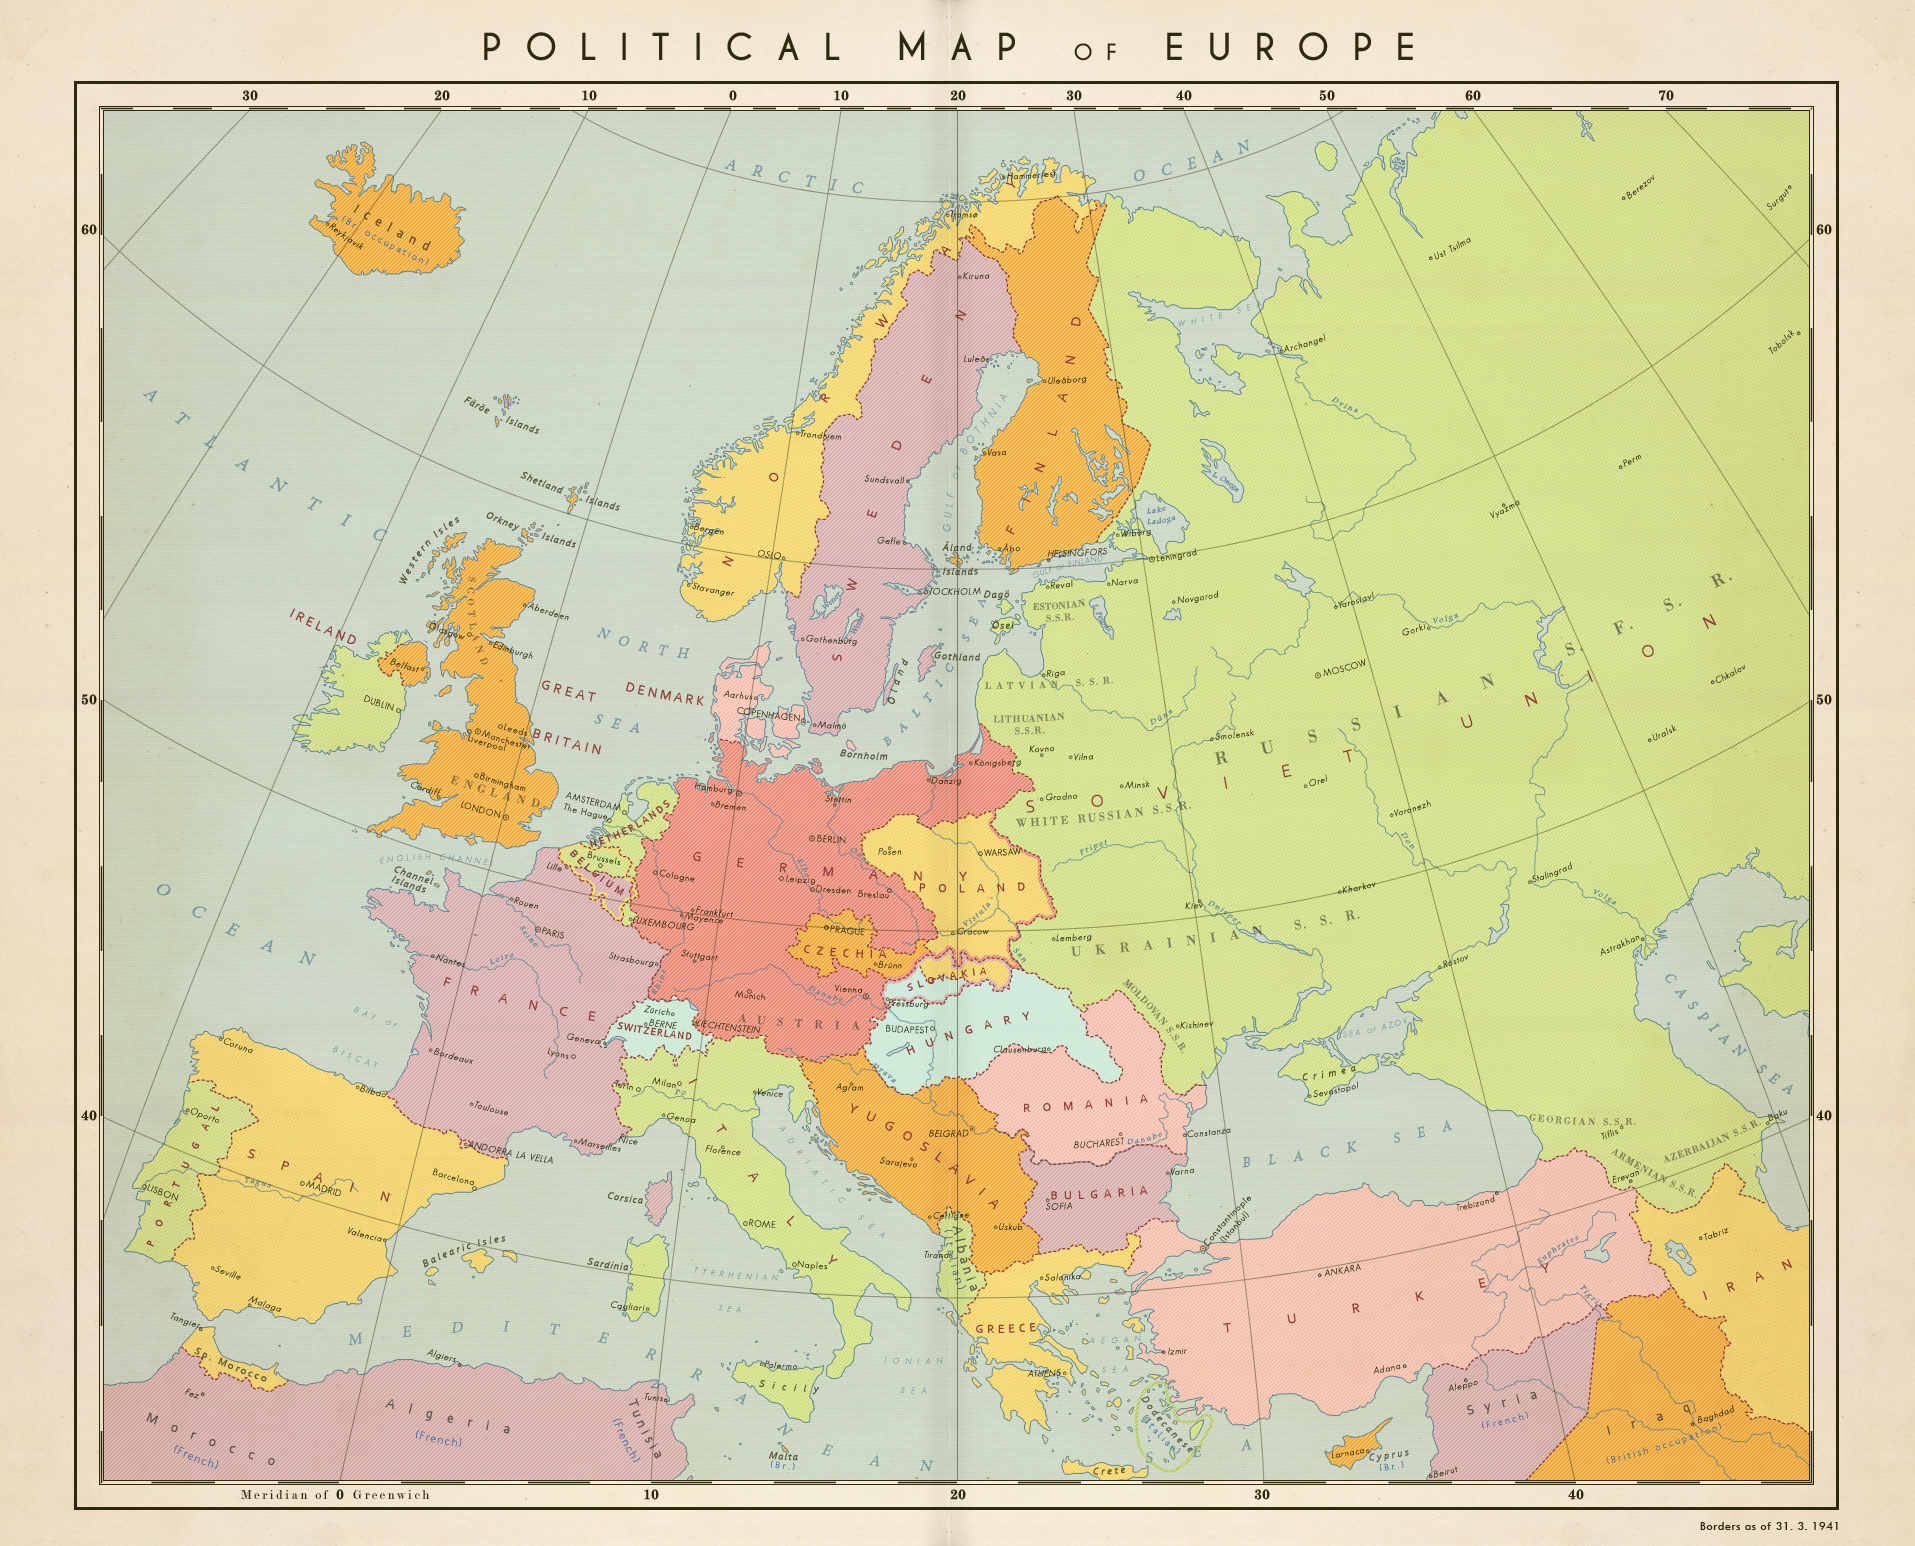 POLITICAL MAP OF EUROPE
30 20 10 0 10 20 30 40 50 60 70
ARCTIC OCEAN
Hammerfest
Berezov
Surgut
Iceland
(Br. occupation)
Reykjavik
Tromsø
60
60
Ust Tsilma
Kiruna
WHITE SEA
Archangel
Tobolsk
Luleå
Uleåborg
NORWAY
SWEDEN
FINLAND
Färöe Islands
Trondhjem
Dvina
ATLANTIC
OCEAN
GULF OF BOTHNIA
Vasa
Sundsvall
Perm
L. Onega
Shetland Islands
Orkney Islands
Western Isles
Bergen
OSLO
Gefle
Åland Islands
Åbo
HELSINGFORS
GULF OF FINLAND
Wiborg
Lake Ladoga
Leningrad
Vyazma
Stavanger
STOCKHOLM
Dagö
Ösel
Reval
Narva
ESTONIAN S.S.R.
Novgorod
Yaroslavl
Gorki
Volga
SCOTLAND
Aberdeen
Glasgow
Edinburgh
IRELAND
Belfast
DUBLIN
NORTH SEA
L. Wener
Gothenburg
Gothland
Öland
BALTIC SEA
Riga
LATVIAN S.S.R.
MOSCOW
RUSSIAN S. F. S. R.
SOVIET UNION
Chkalov
50
50
GREAT BRITAIN
DENMARK
Aarhus
COPENHAGEN
Malmö
Bornholm
LITHUANIAN S.S.R.
Düna
Smolensk
Kovno
Vilna
Uralsk
Leeds
Manchester
Liverpool
Birmingham
ENGLAND
Cardiff
LONDON
Königsberg
Danzig
Hamburg
Bremen
Stettin
Grodno
Minsk
Orel
WHITE RUSSIAN S.S.R.
Voronezh
AMSTERDAM
The Hague
NETHERLANDS
BERLIN
Posen
WARSAW
Pripet
Don
ENGLISH CHANNEL
Channel Islands
Lille
Brussels
BELGIUM
GERMANY
POLAND
Cologne
Leipzig
Dresden
Breslau
Elbe
Oder
Stalingrad
Kharkov
Volga
Rouen
LUXEMBOURG
Frankfurt
Mayence
PRAGUE
CZECHIA
Brünn
Vistula
Cracow
San
Kiev
Dnieper
Lemberg
UKRAINIAN S. S. R.
Astrakhan
PARIS
Seine
Nantes
Loire
Strasbourg
Stuttgart
Rhine
Munich
Danube
Vienna
AUSTRIA
SLOVAKIA
Pressburg
Rostov
FRANCE
BAY OF BISCAY
Zürich
BERNE
SWITZERLAND
LIECHTENSTEIN
Geneva
Lyons
BUDAPEST
HUNGARY
Clausenburg
MOLDOVAN S.S.R.
Kishinev
SEA of AZOV
Crimea
Sevastopol
CASPIAN SEA
Coruna
Bordeaux
Bilbao
Toulouse
Torino
Milano
Po
Venice
Genoa
Agram
Drava
ROMANIA
BUCHAREST
Danube
Constanza
40
40
Oporto
PORTUGAL
LISBON
SPAIN
MADRID
Tagus
ANDORRA LA VELLA
Marseilles
Nice
Barcelona
Valencia
Florence
ITALY
ADRIATIC SEA
YUGOSLAVIA
BELGRAD
Sarajevo
BULGARIA
SOFIA
Varna
BLACK SEA
GEORGIAN S.S.R.
Tiflis
ARMENIAN S.S.R.
Erevan
AZERBAIJAN S.S.R.
Baku
Corsica
ROME
Cettigne
Uskub
Tirana
Albania
(Italian)
Constantinople
(Istanbul)
Trebizond
Tabriz
Balearic Isles
Sardinia
Cagliari
TYRRHENIAN SEA
Naples
Salonika
ANKARA
TURKEY
Euphrates
Tigris
IRAN
Seville
Malaga
Tangier
Sp. Morocco
MEDITERRANEAN SEA
Algiers
Fez
Palermo
Sicily
IONIAN SEA
GREECE
ATHENS
AEGAN SEA
Izmir
Adana
Aleppo
Tunis
Morocco
(French)
Algeria
(French)
Tunisia
(French)
Malta
(Br.)
Dodecanese
(Italian)
Crete
Larnaca
Cyprus
(Br.)
Syria
(French)
Beirut
Iraq
(British occupation)
Baghdad
Meridian of 0 Greenwich 10 20 30 40
Borders as of 31. 3. 1941